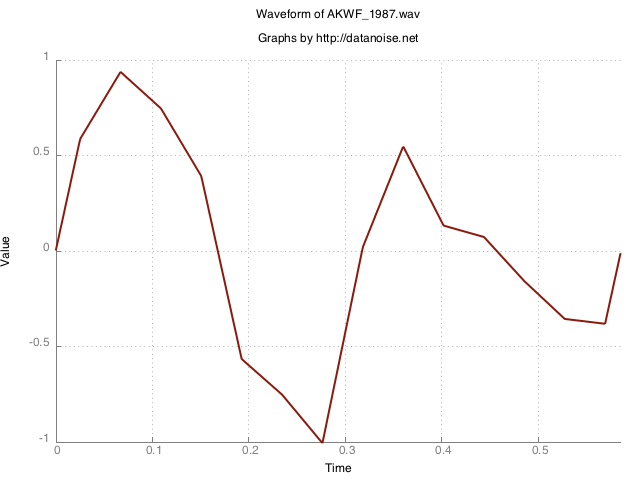 Waveform of AKWF_1987.wav
Graphs by http://datanoise.net
1
0.5
0
-0.5
-1
Value
0 0.1 0.2 0.3 0.4 0.5
Time